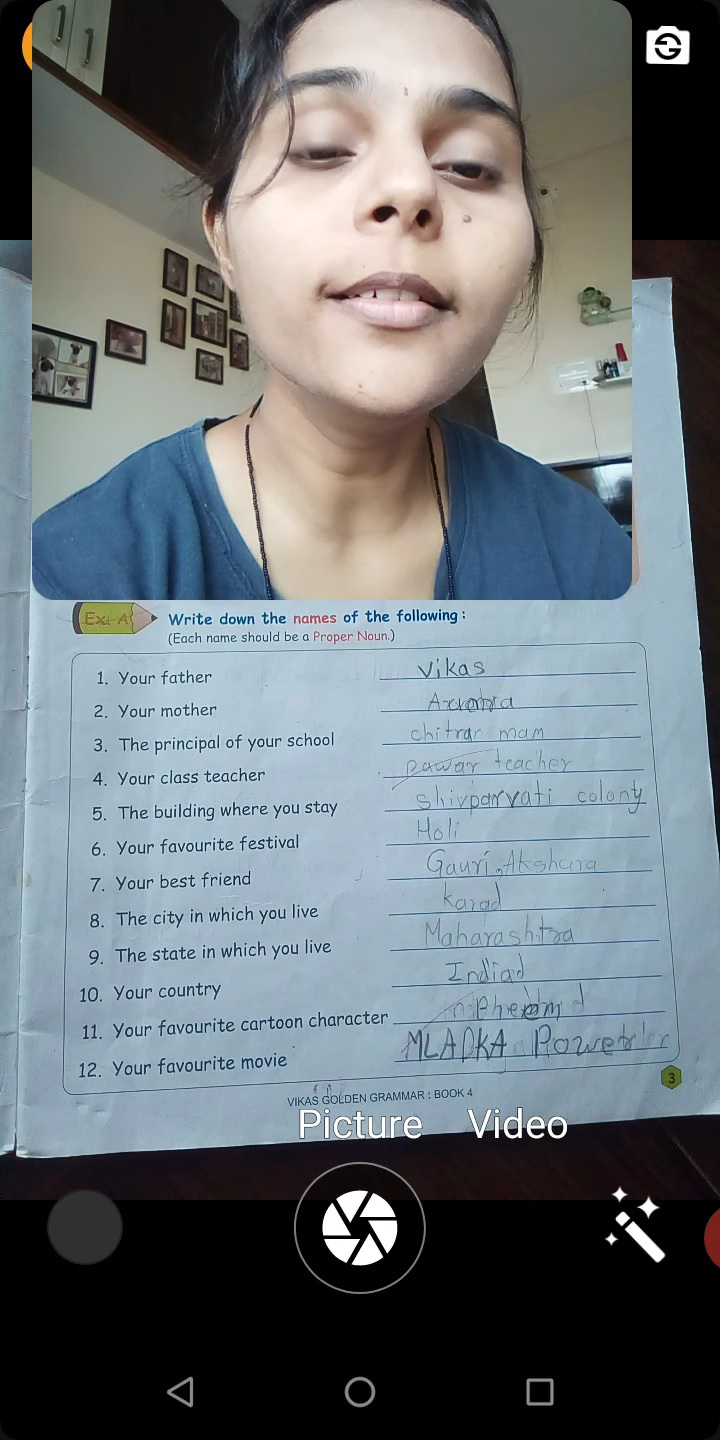 Ex. A
Write down the names of the following:
(Each name should be a Proper Noun.)
1. Your father Vikas
2. Your mother
3. The principal of your school chitran mam
4. Your class teacher pawar teacher
5. The building where you stay shivparvati colony
6. Your favourite festival Holi
7. Your best friend Gauri, Akshara
8. The city in which you live karad
9. The state in which you live Maharashtra
10. Your country India
11. Your favourite cartoon character
12. Your favourite movie
3
VIKAS GOLDEN GRAMMAR : BOOK 4
Picture Video